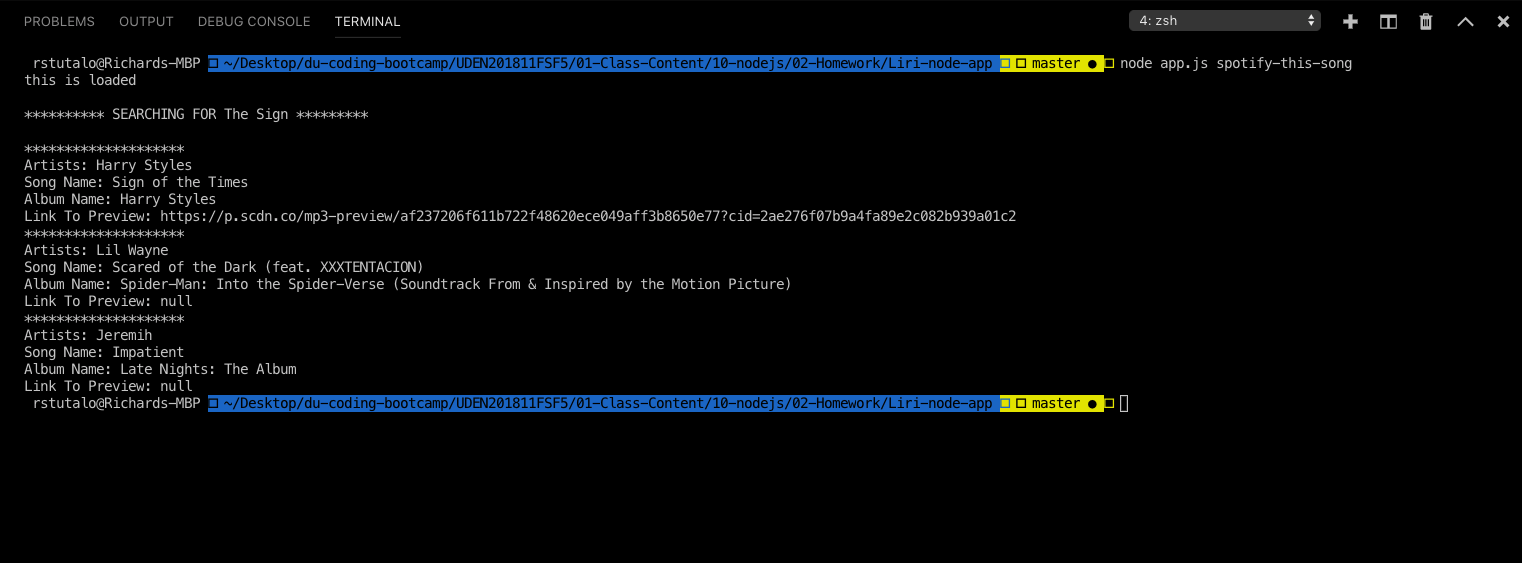 PROBLEMS OUTPUT DEBUG CONSOLE TERMINAL 4: zsh
rstutalo@Richards-MBP ~/Desktop/du-coding-bootcamp/UDEN201811FSF5/01-Class-Content/10-nodejs/02-Homework/Liri-node-app master ● node app.js spotify-this-song
this is loaded
********** SEARCHING FOR The Sign *********
********************
Artists: Harry Styles
Song Name: Sign of the Times
Album Name: Harry Styles
Link To Preview: https://p.scdn.co/mp3-preview/af237206f611b722f48620ece049aff3b8650e77?cid=2ae276f07b9a4fa89e2c082b939a01c2
********************
Artists: Lil Wayne
Song Name: Scared of the Dark (feat. XXXTENTACION)
Album Name: Spider-Man: Into the Spider-Verse (Soundtrack From & Inspired by the Motion Picture)
Link To Preview: null
********************
Artists: Jeremih
Song Name: Impatient
Album Name: Late Nights: The Album
Link To Preview: null
rstutalo@Richards-MBP ~/Desktop/du-coding-bootcamp/UDEN201811FSF5/01-Class-Content/10-nodejs/02-Homework/Liri-node-app master ●